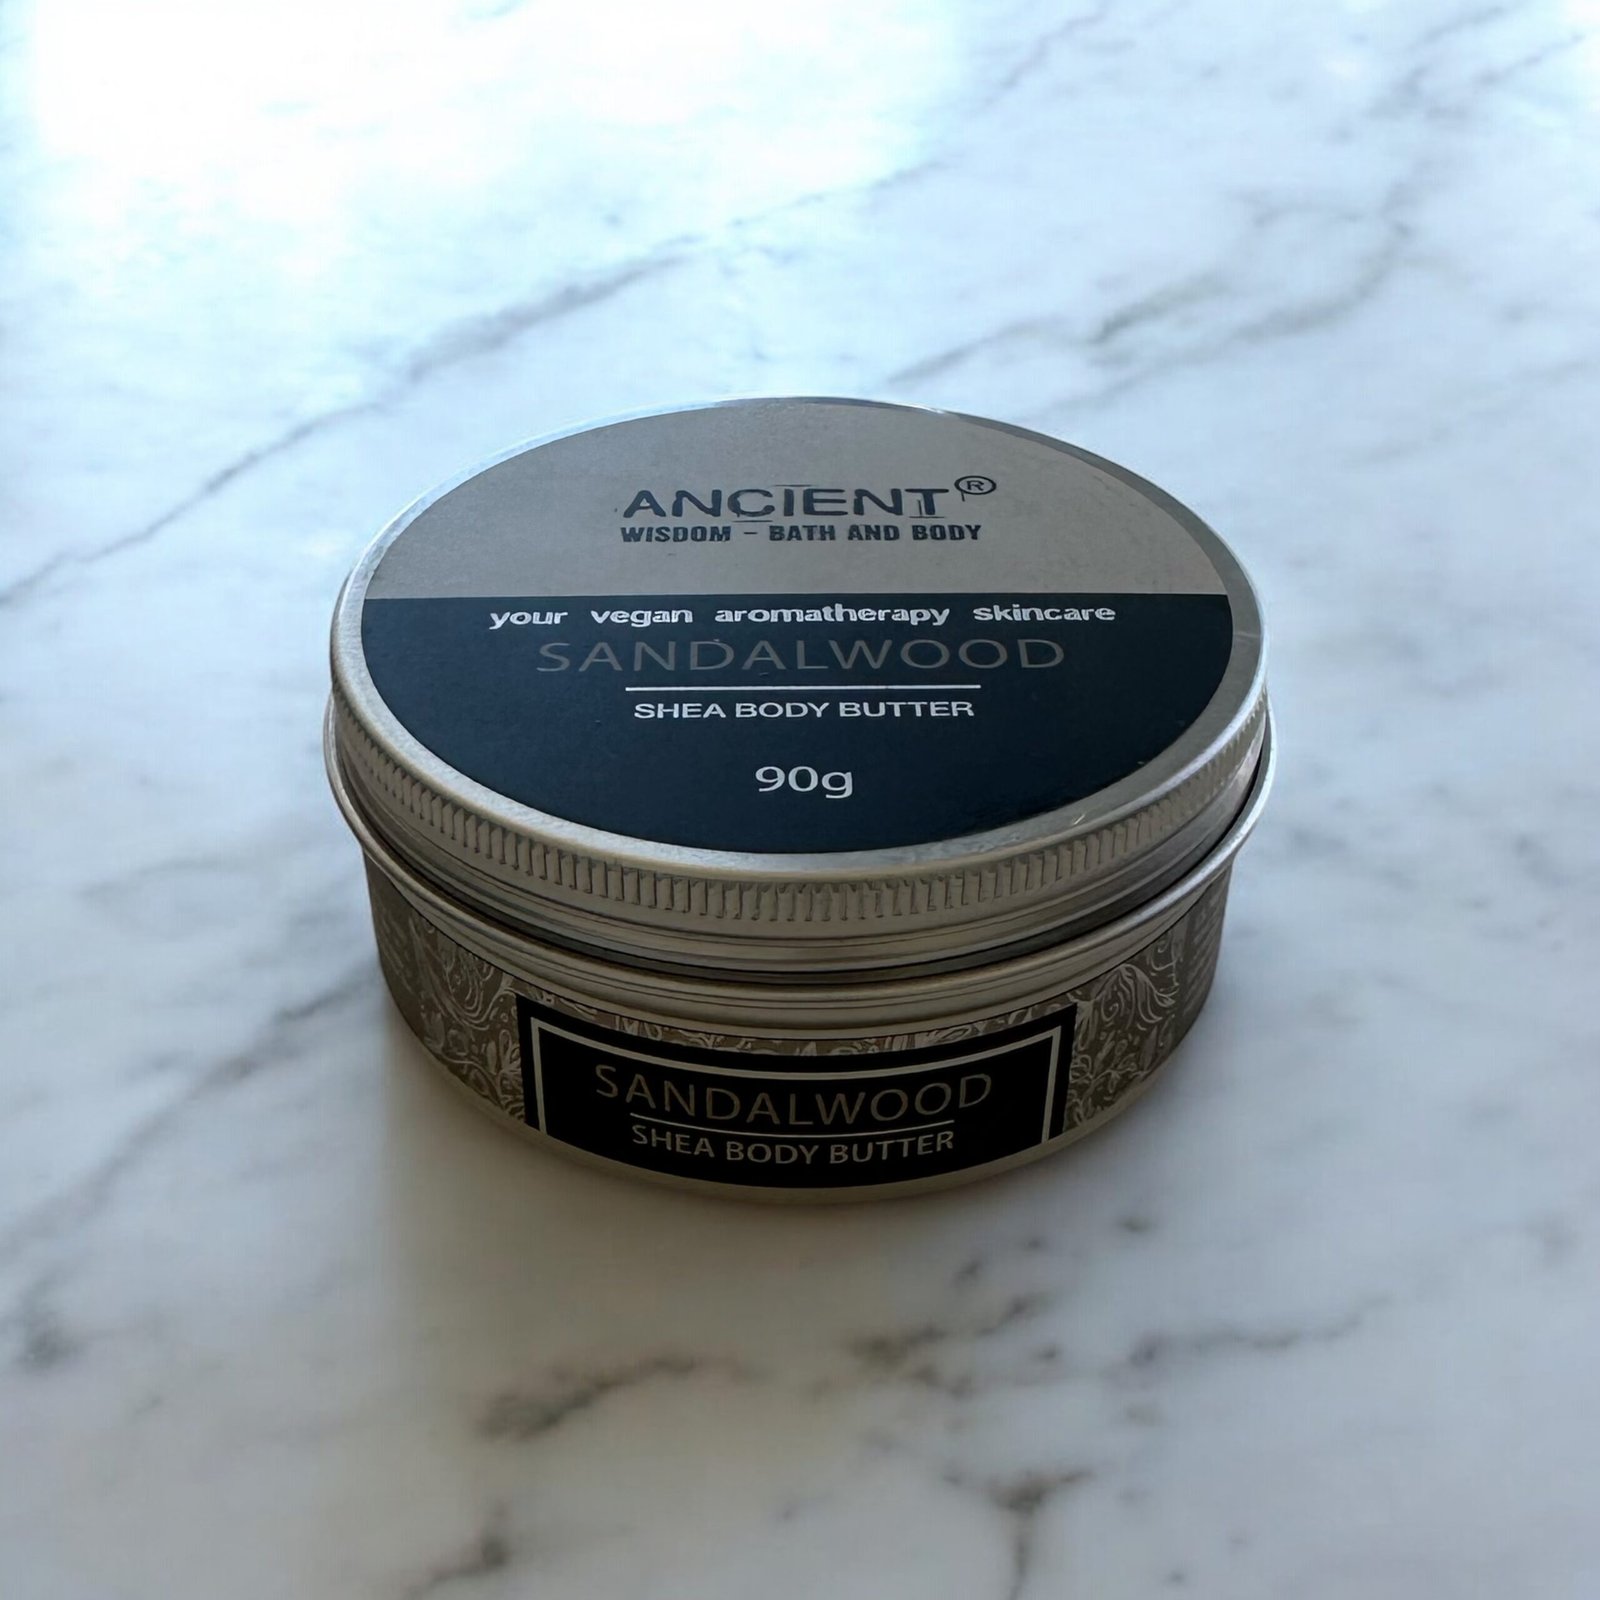 ANCIENT®
WISDOM - BATH AND BODY
your vegan aromatherapy skincare
SANDALWOOD
SHEA BODY BUTTER
90g
SANDALWOOD
SHEA BODY BUTTER